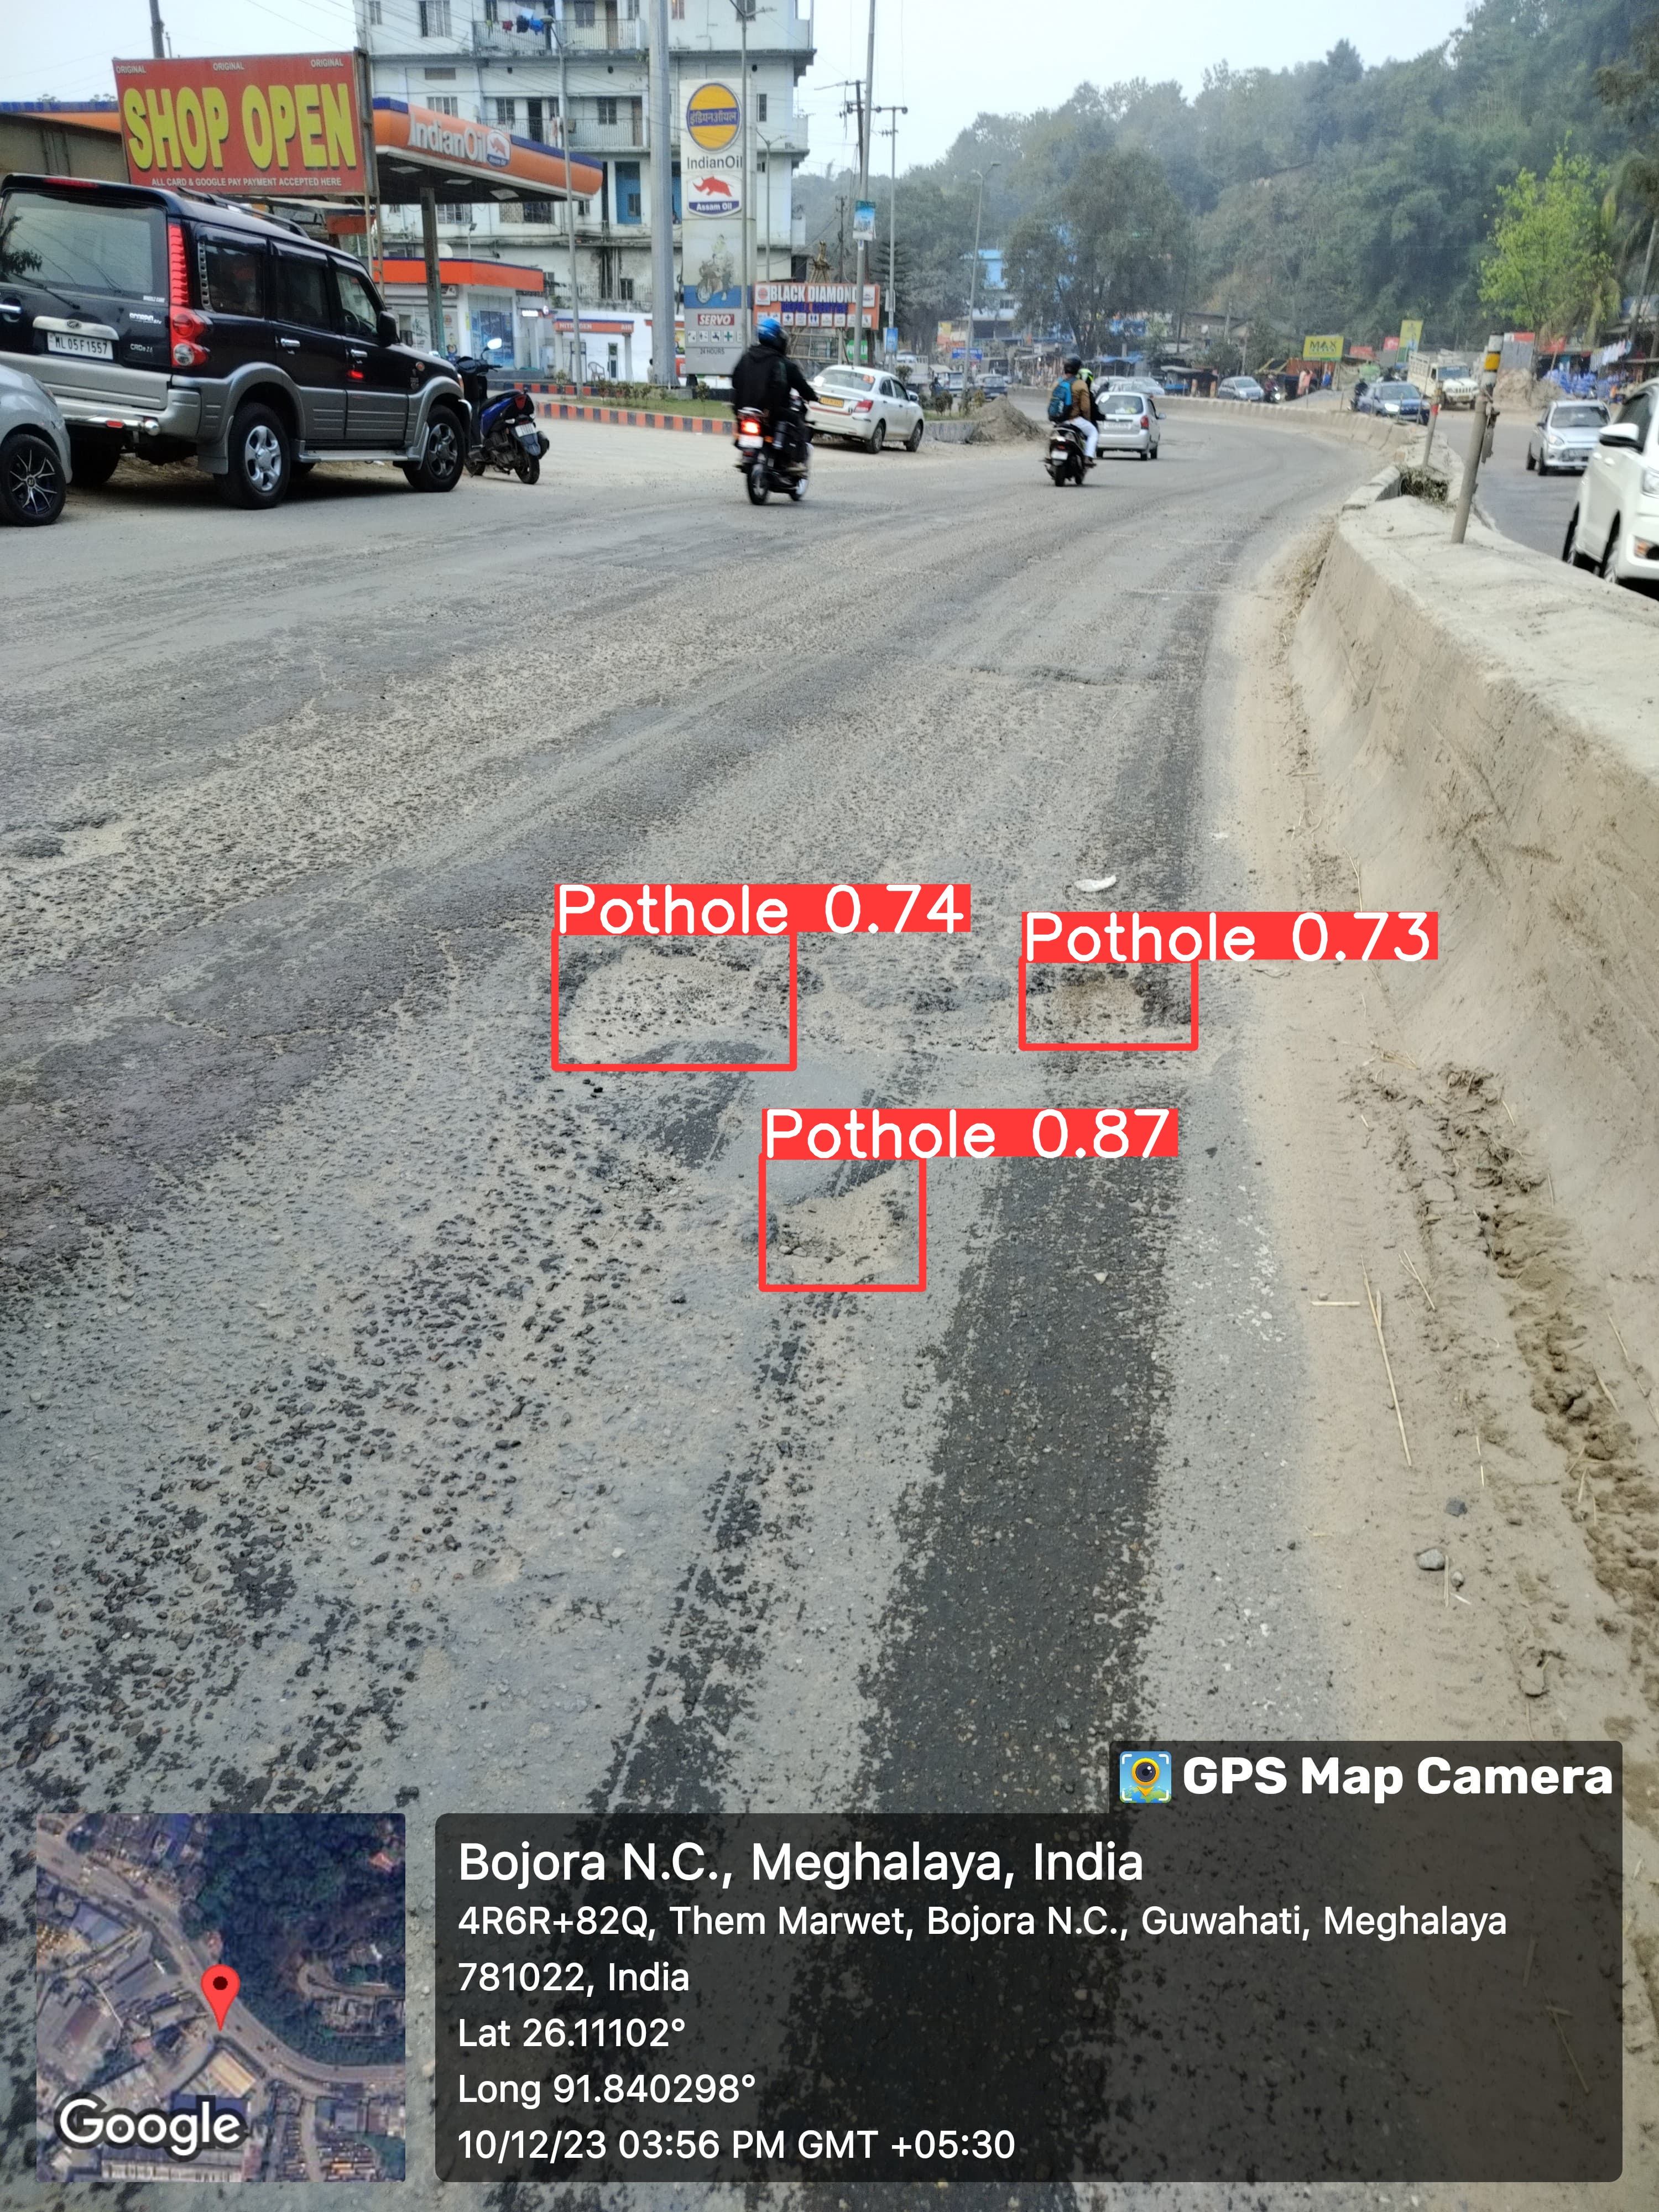 ORIGINAL ORIGINAL ORIGINAL
SHOP OPEN
ALL CARD & GOOGLE PAY PAYMENT ACCEPTED HERE
IndianOil
इंडियनऑयल
IndianOil
Assam Oil
SERVO
24 HOURS
BLACK DIAMOND
MAX
ML05F1557
Pothole 0.74
Pothole 0.73
Pothole 0.87
GPS Map Camera
Bojora N.C., Meghalaya, India
4R6R+82Q, Them Marwet, Bojora N.C., Guwahati, Meghalaya
781022, India
Lat 26.11102°
Long 91.840298°
10/12/23 03:56 PM GMT +05:30
Google